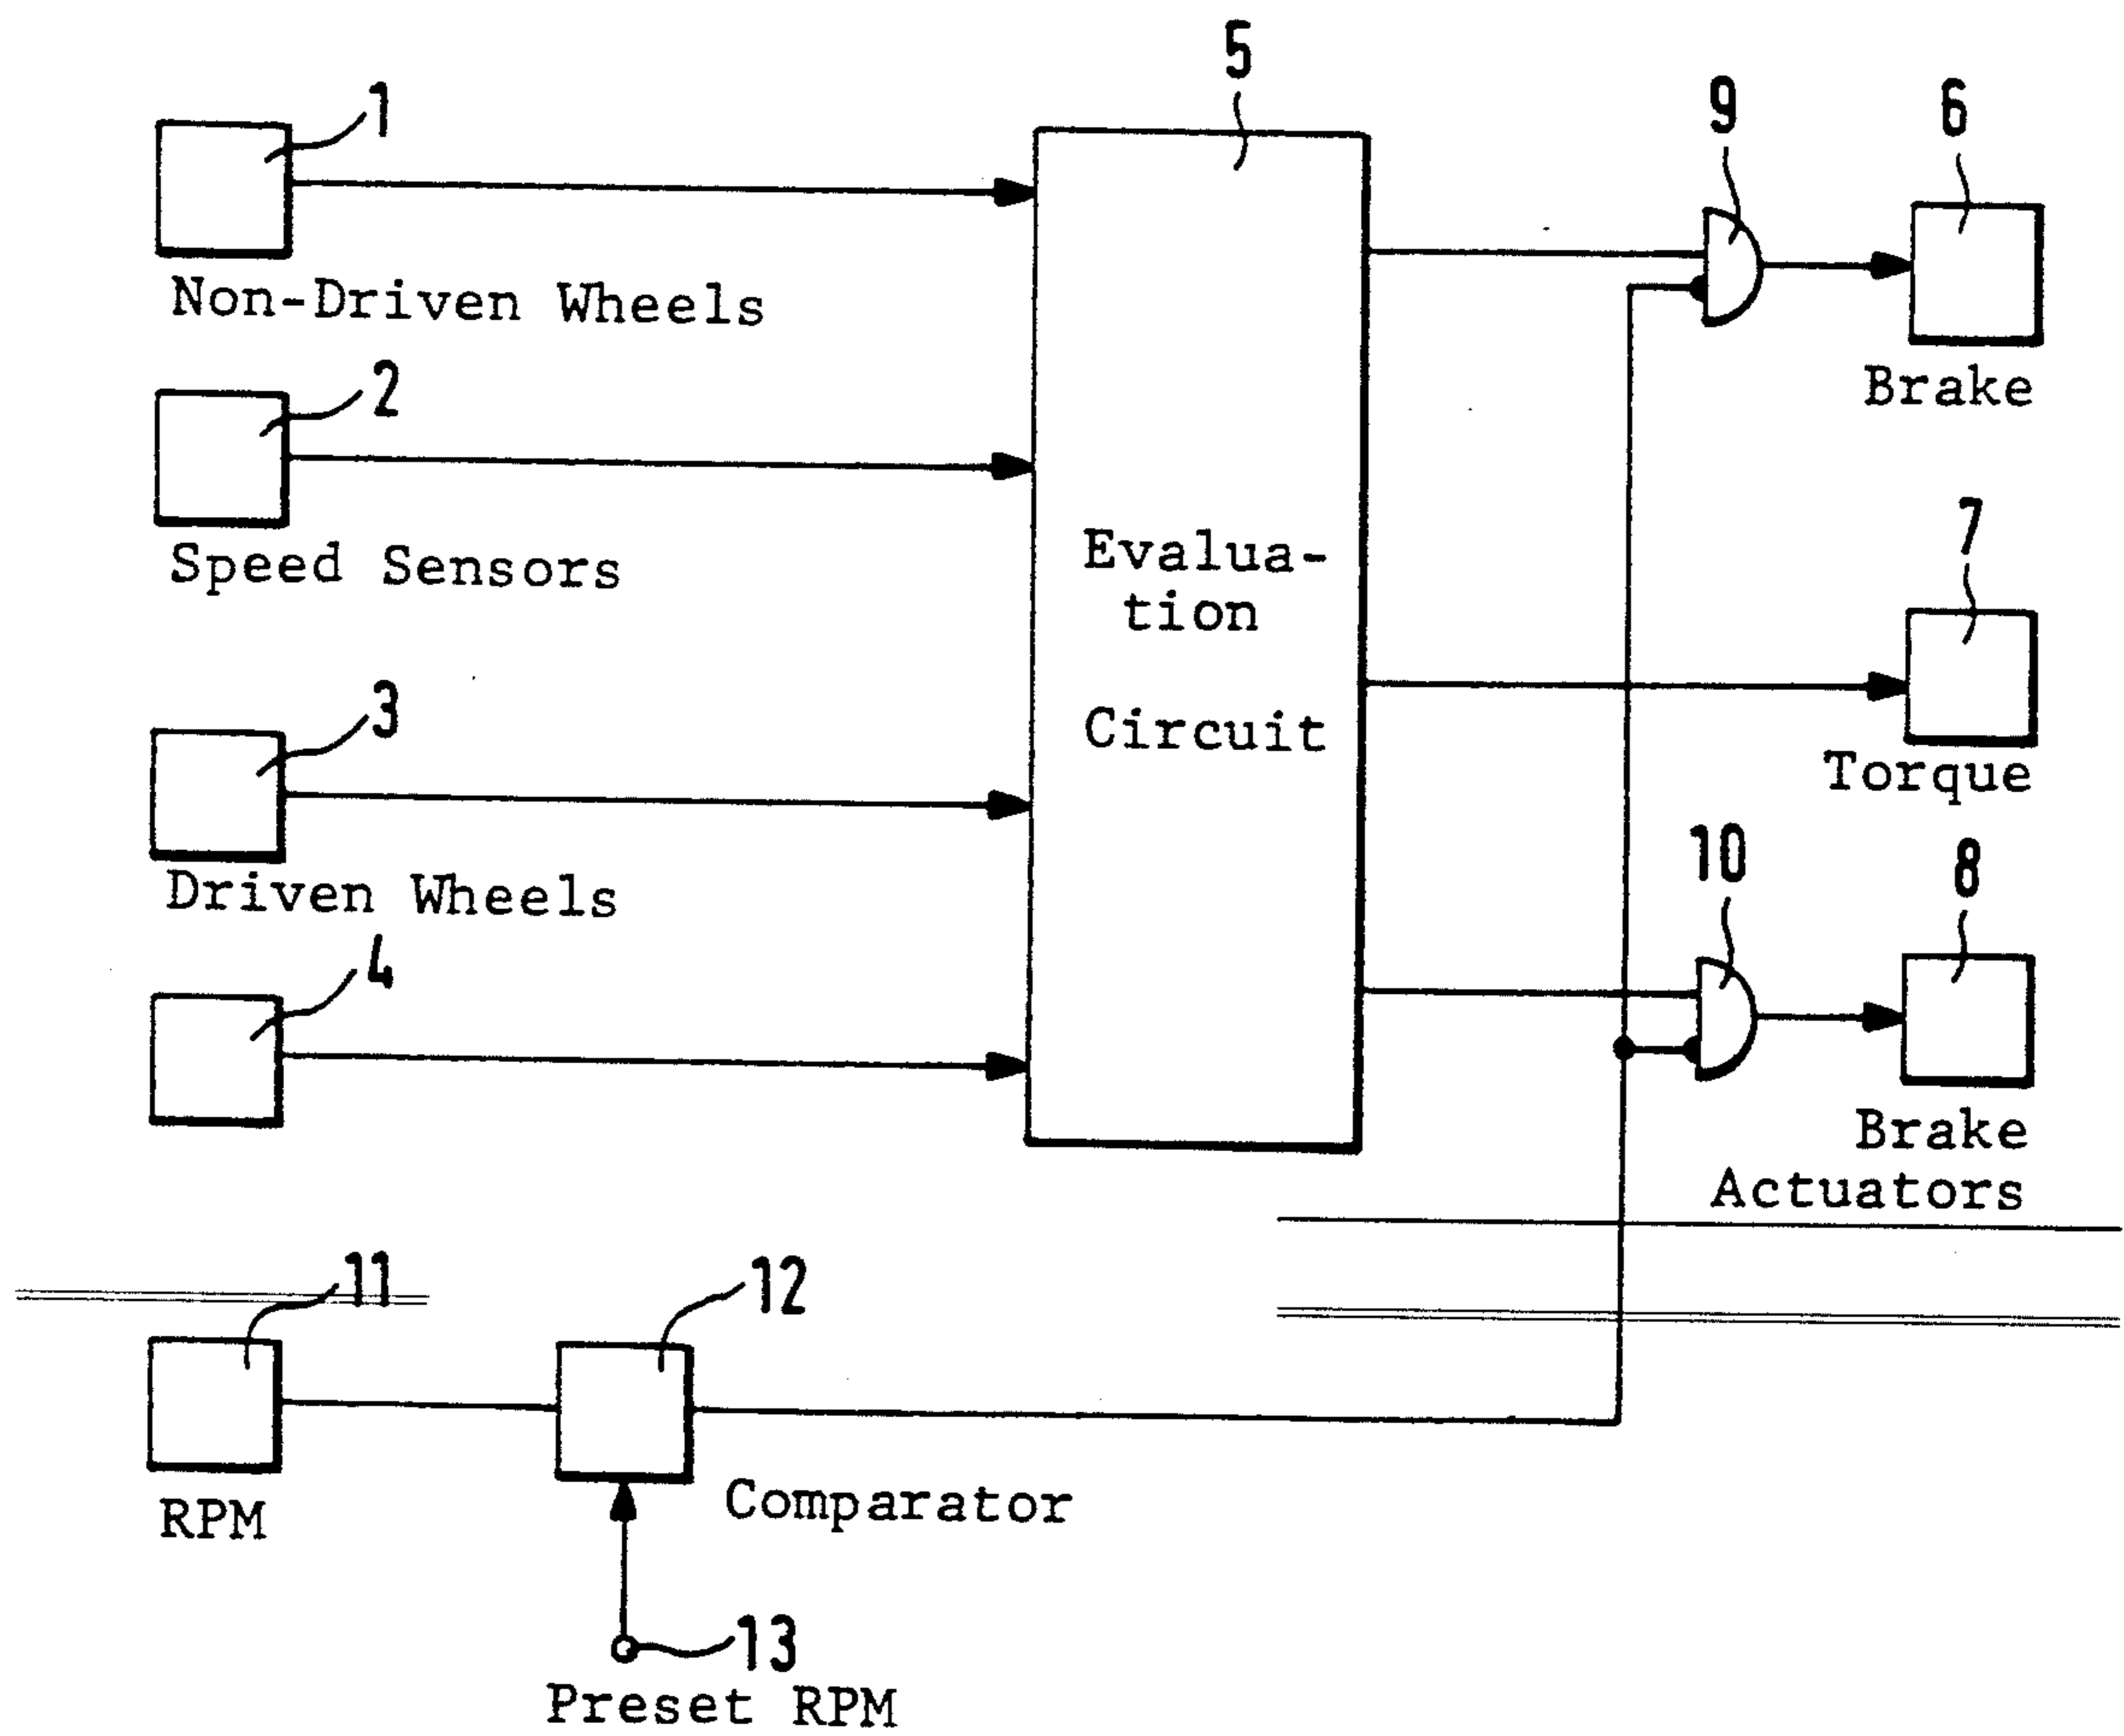 5
1
9
6
Non-Driven Wheels
2
Brake
Speed Sensors
7
Evalua-
tion
3
Circuit
Torque
Driven Wheels
10
8
4
Brake
Actuators
11
12
RPM
Comparator
13
Preset RPM